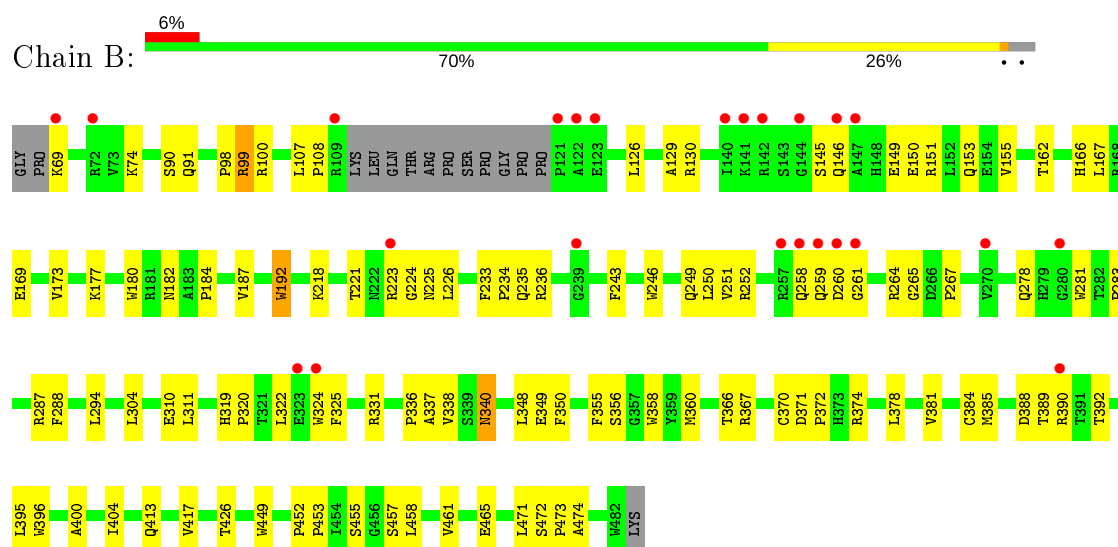 6%
Chain B:
70% 26% • •
GLY PRO K69 R72 V73 K74 S90 Q91 P98 R99 R100 L107 P108 R109 LYS LEU GLN THR ARG PRO SER PRO GLY PRO PRO P121 A122 E123 L126 A129 R130 I140 K141 R142 S143 G144 S145 Q146 A147 H148 E149 E150 R151 L152 Q153 E154 V155 T162 H166 L167 R168
E169 V173 K177 W180 R181 N182 A183 P184 V187 W192 K218 T221 N222 R223 G224 N225 L226 F233 P234 Q235 R236 G239 F243 W246 Q249 L250 V251 R252 R257 Q258 Q259 D260 G261 R264 G265 D266 P267 V270 Q278 H279 G280 W281 T282 P283
R287 F288 L294 L304 E310 L311 H319 P320 T321 L322 E323 W324 F325 R331 P336 A337 V338 S339 N340 L348 E349 F350 F355 S356 G357 W358 Y359 M360 T366 R367 C370 D371 P372 H373 R374 L378 V381 C384 M385 D388 T389 R390 T391 T392
L395 W396 A400 I404 Q413 V417 T426 W449 P452 P453 I454 S455 G456 S457 L458 V461 E465 L471 S472 P473 A474 W482 LYS